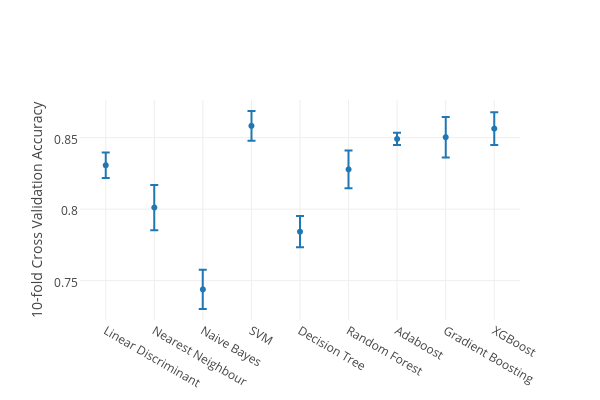 10-fold Cross Validation Accuracy
0.85
0.8
0.75
Linear Discriminant
Nearest Neighbour
Naive Bayes
SVM
Decision Tree
Random Forest
Adaboost
Gradient Boosting
XGBoost